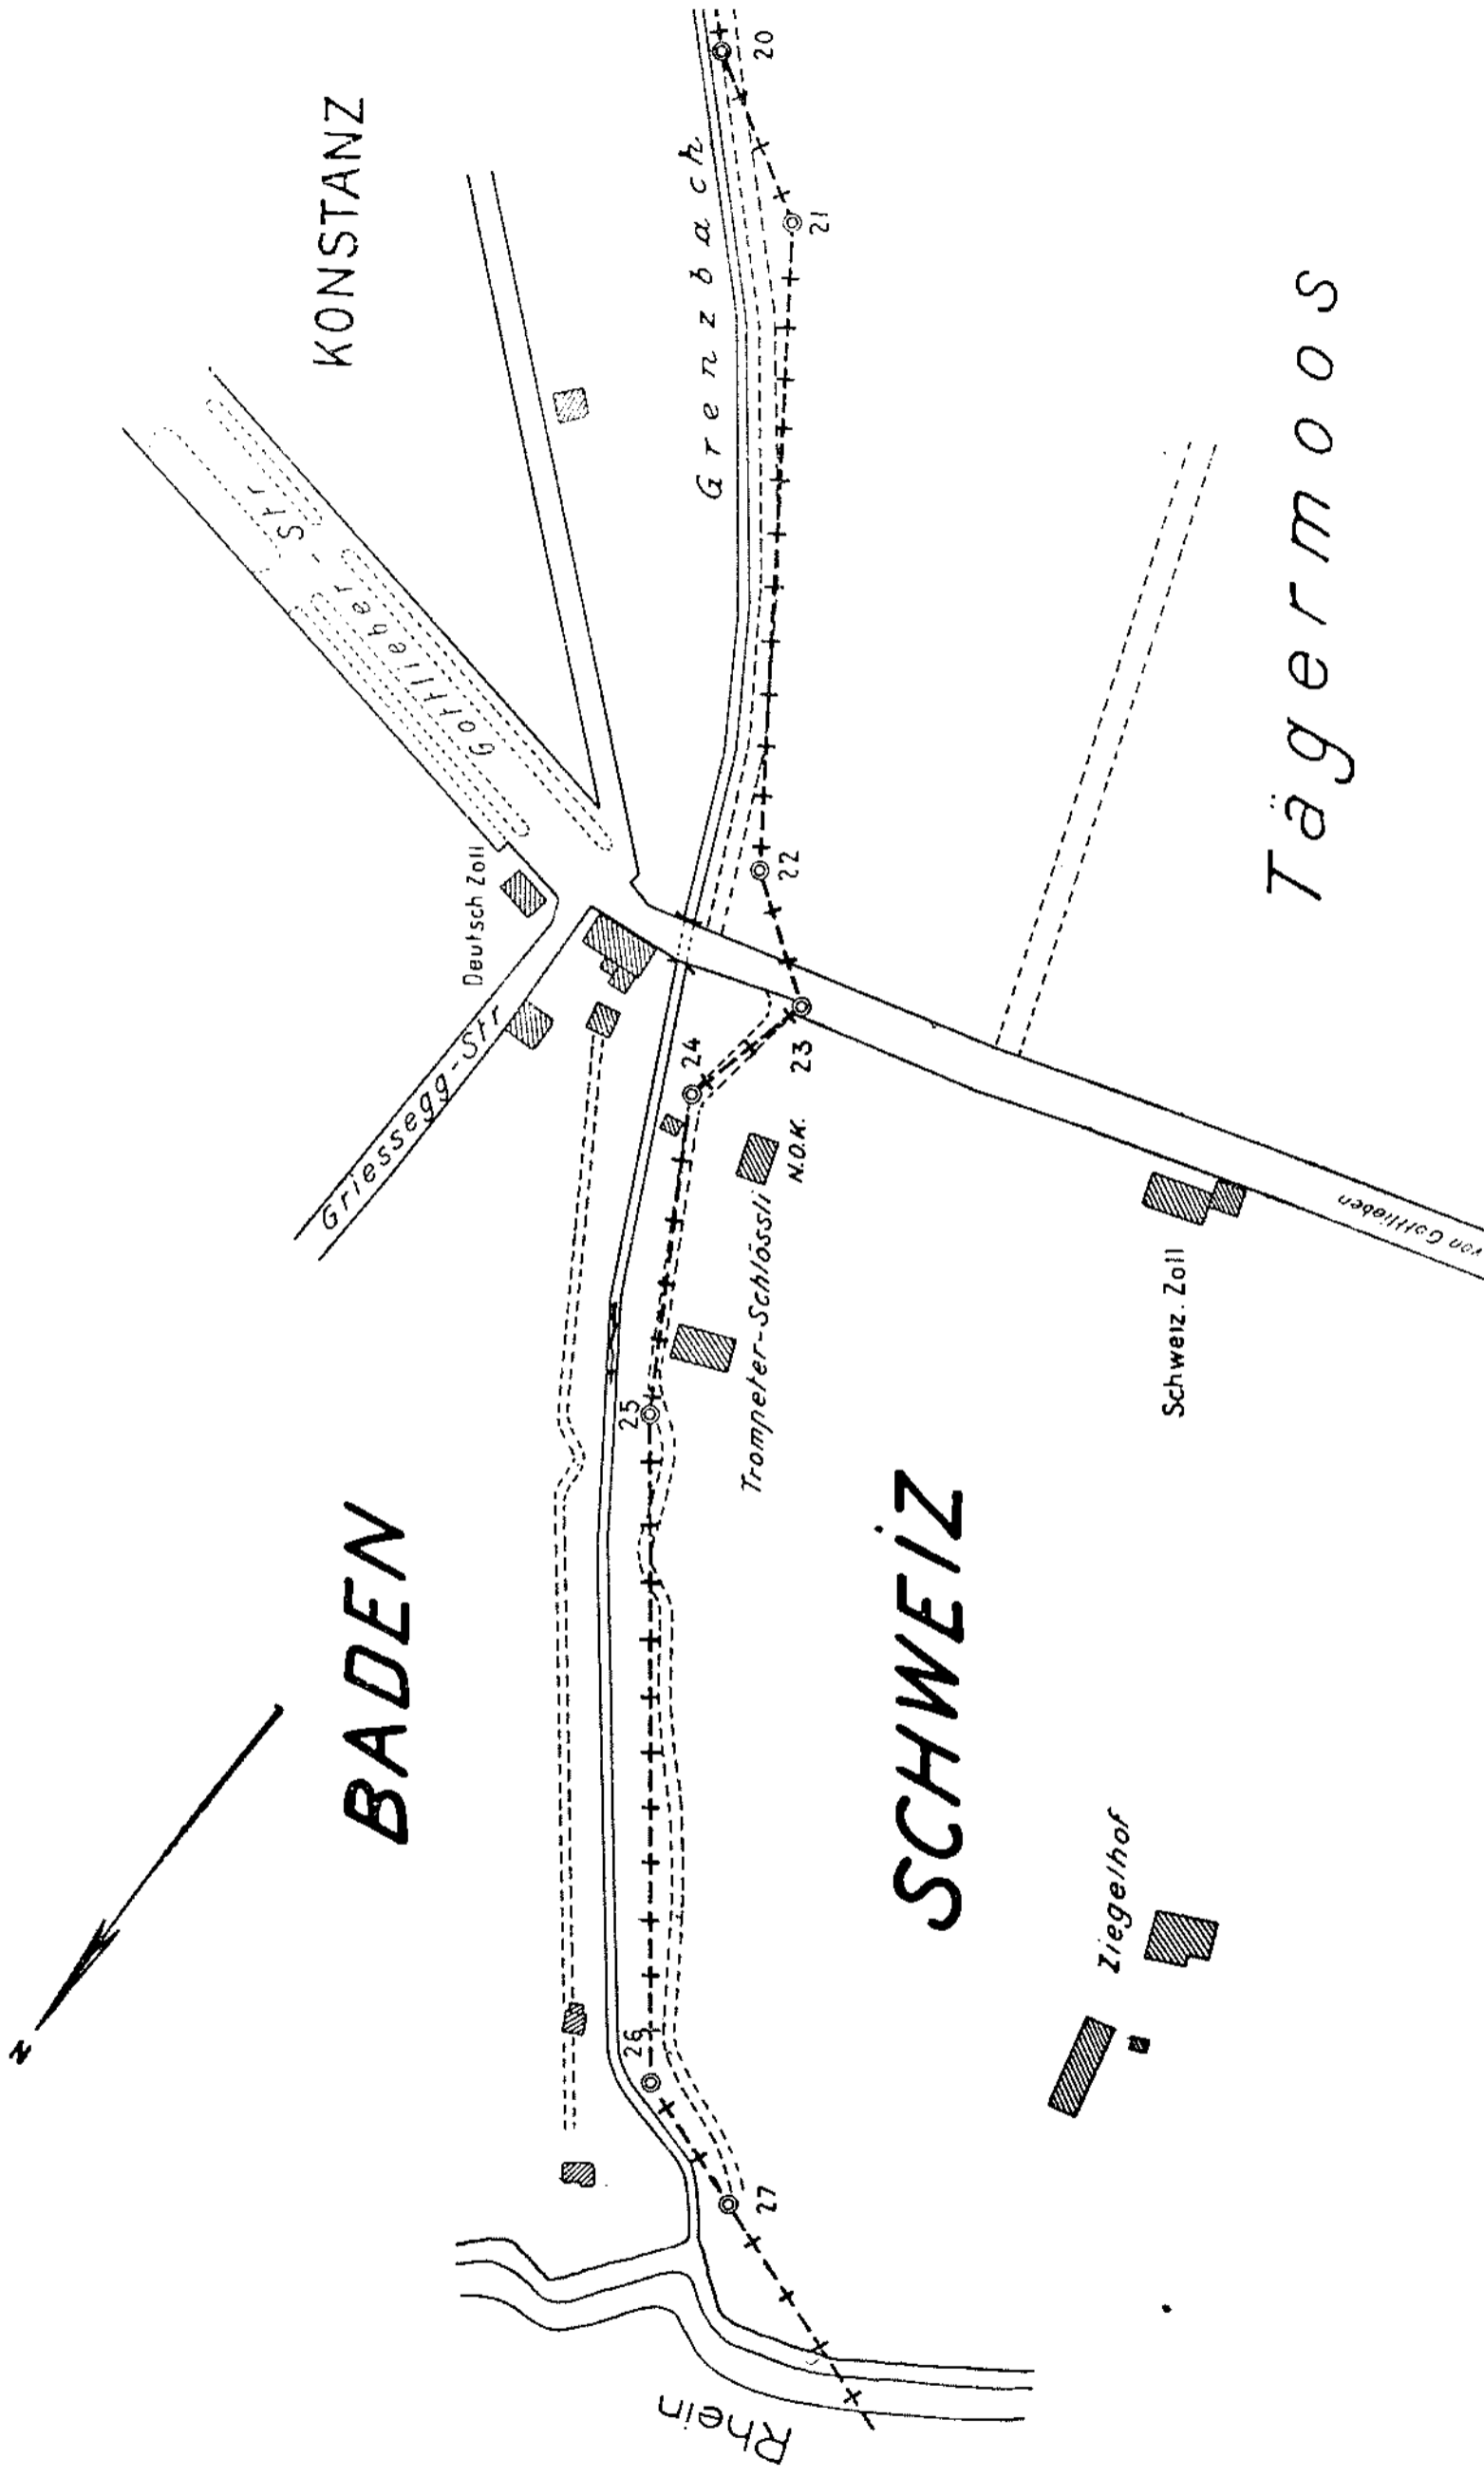 KONSTANZ
Grenzbach
20
21
Gottlieber - Str
Deutsch Zoll
22
Griessegg-Str
24
23
N.O.K.
Trompeter-Schlössli
25
Tägermoos
von Gottlieben
Schweiz. Zoll
BADEN
SCHWEIZ
N
Ziegelhof
26
27
Rhein